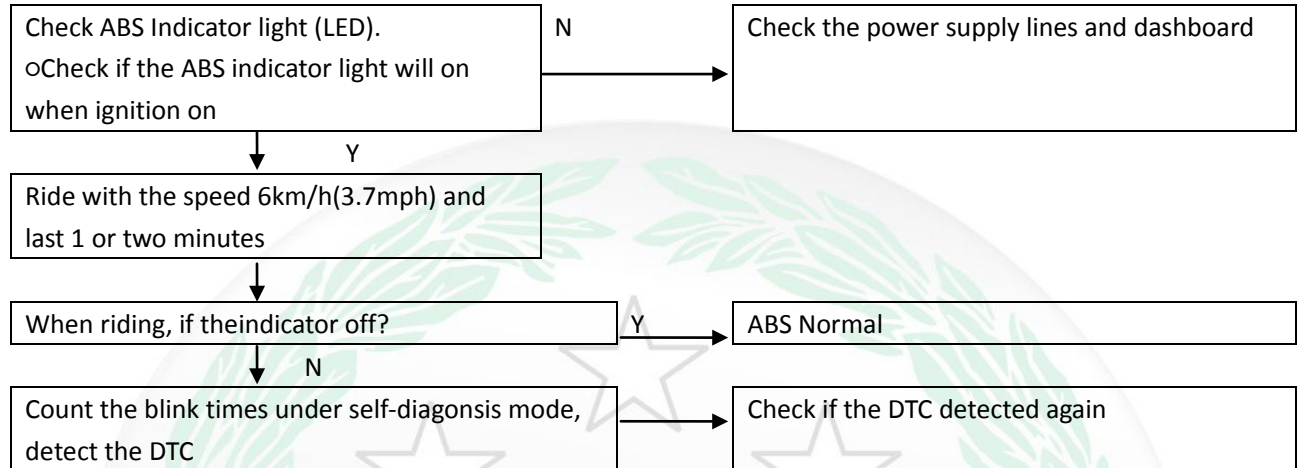 Check ABS Indicator light (LED).
○Check if the ABS indicator light will on
when ignition on
N
Check the power supply lines and dashboard
Y
Ride with the speed 6km/h(3.7mph) and
last 1 or two minutes
When riding, if theindicator off?
Y
ABS Normal
N
Count the blink times under self-diagonsis mode,
detect the DTC
Check if the DTC detected again